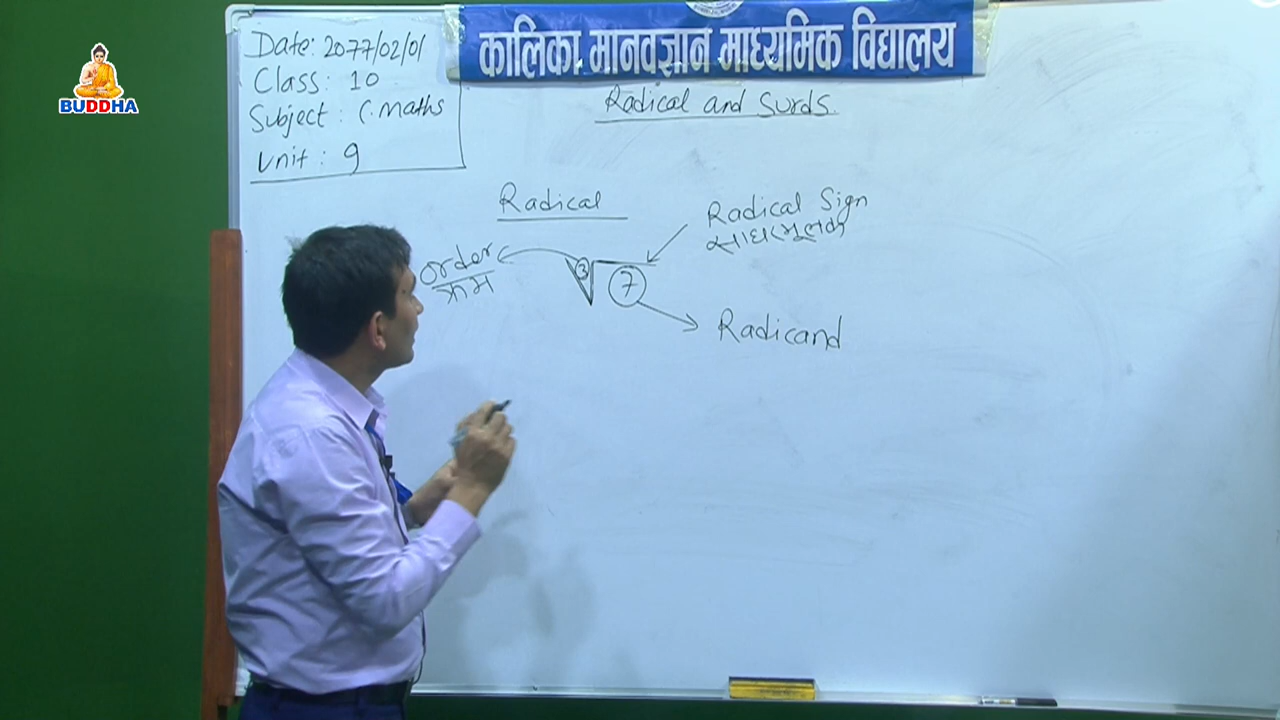 BUDDHA
कालिका मानवज्ञान माध्यमिक विद्यालय
Date: 2077/02/01
Class: 10
Subject: C. Maths
Unit: 9
Radical and Surds.
Radical
Radical Sign
order
क्रम
3
7
Radicand